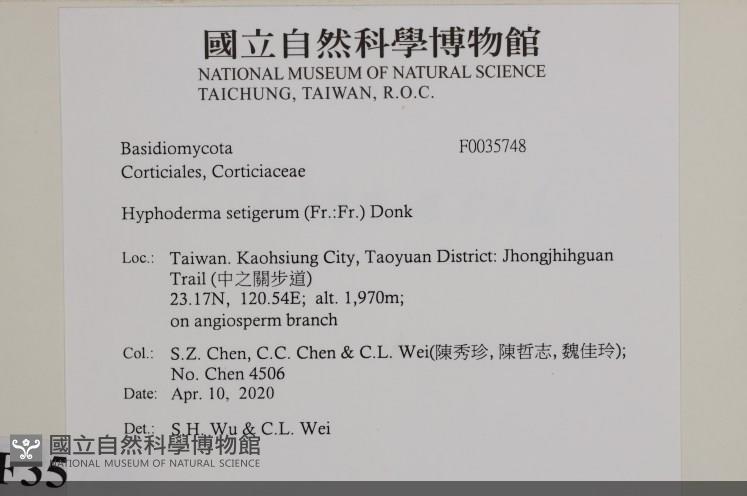 國立自然科學博物館
NATIONAL MUSEUM OF NATURAL SCIENCE
TAICHUNG, TAIWAN, R.O.C.
Basidiomycota F0035748
Corticiales, Corticiaceae
Hyphoderma setigerum (Fr.:Fr.) Donk
Loc.: Taiwan. Kaohsiung City, Taoyuan District: Jhongjhihguan
Trail (中之關步道)
23.17N, 120.54E; alt. 1,970m;
on angiosperm branch
Col.: S.Z. Chen, C.C. Chen & C.L. Wei(陳秀珍, 陳哲志, 魏佳玲);
No. Chen 4506
Date: Apr. 10, 2020
Det.: S.H. Wu & C.L. Wei
國立自然科學博物館
NATIONAL MUSEUM OF NATURAL SCIENCE
F35